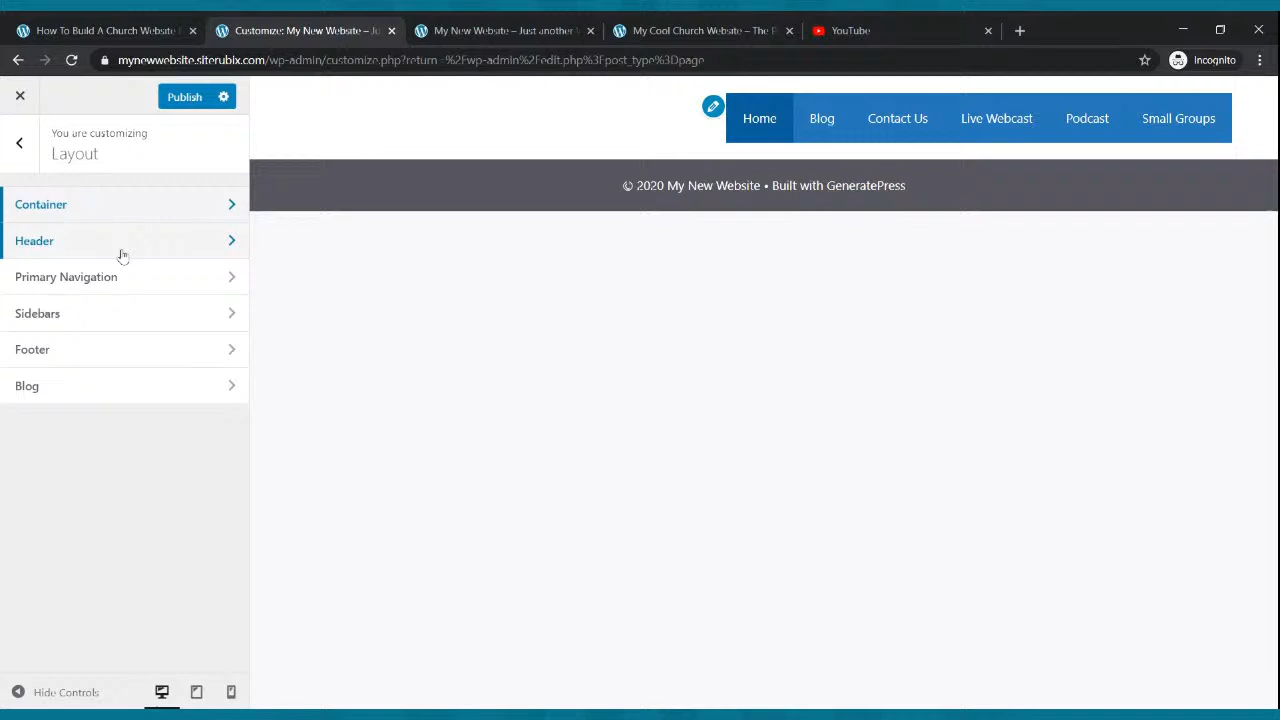 How To Build A Church Website
Customize: My New Website – Ju
My New Website – Just another
My Cool Church Website – The P
YouTube
mynewwebsite.siterubix.com/wp-admin/customize.php?return=%2Fwp-admin%2Fedit.php%3Fpost_type%3Dpage
Incognito
Publish
You are customizing
Layout
Home
Blog
Contact Us
Live Webcast
Podcast
Small Groups
© 2020 My New Website • Built with GeneratePress
Container
Header
Primary Navigation
Sidebars
Footer
Blog
Hide Controls